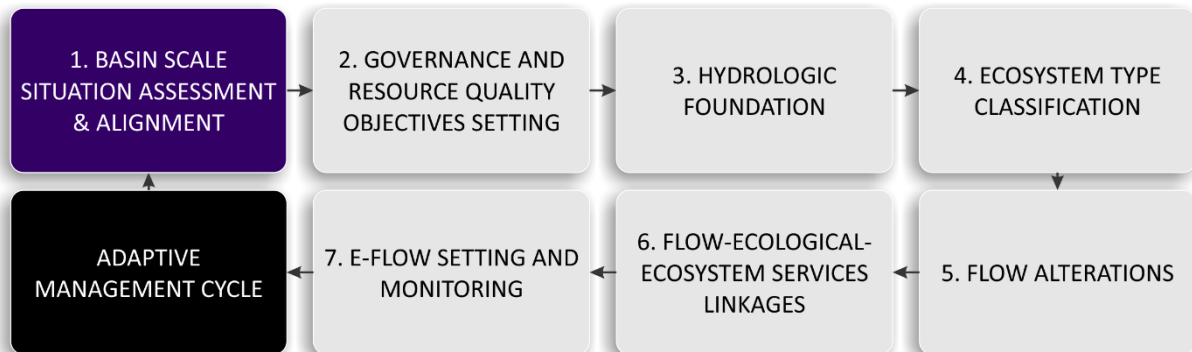 1. BASIN SCALE
SITUATION ASSESSMENT
& ALIGNMENT
2. GOVERNANCE AND
RESOURCE QUALITY
OBJECTIVES SETTING
3. HYDROLOGIC
FOUNDATION
4. ECOSYSTEM TYPE
CLASSIFICATION
5. FLOW ALTERATIONS
6. FLOW-ECOLOGICAL-
ECOSYSTEM SERVICES
LINKAGES
7. E-FLOW SETTING AND
MONITORING
ADAPTIVE
MANAGEMENT CYCLE